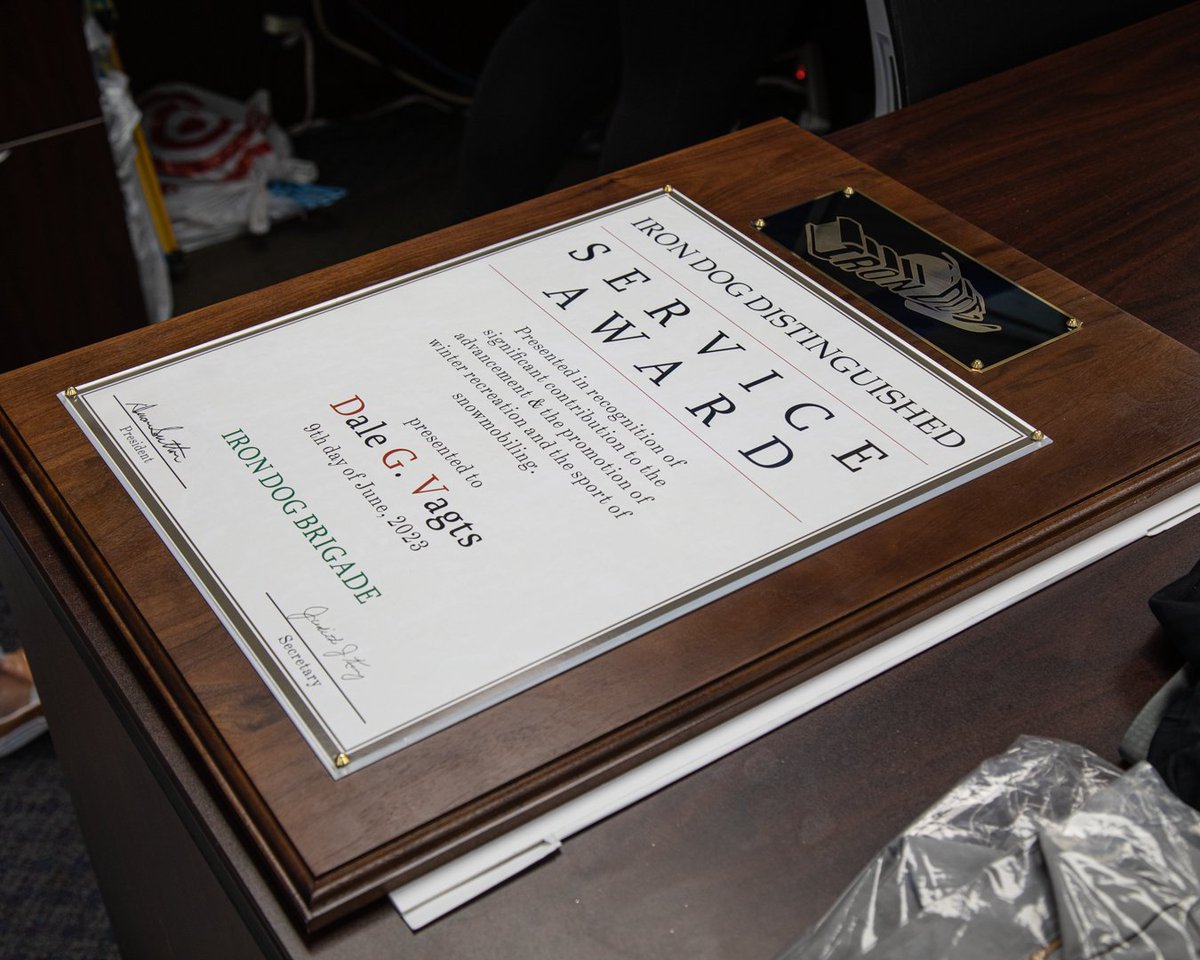 IRON DOG
IRON DOG DISTINGUISHED
SERVICE
AWARD
Presented in recognition of
significant contribution to the
advancement & the promotion of
winter recreation and the sport of
snowmobiling.
presented to
Dale G. Vagts
9th day of June, 2023
IRON DOG BRIGADE
President
Secretary